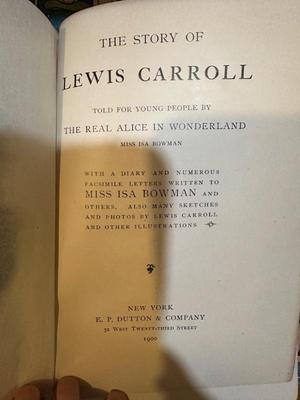 THE STORY OF
LEWIS CARROLL
TOLD FOR YOUNG PEOPLE BY
THE REAL ALICE IN WONDERLAND
MISS ISA BOWMAN
WITH A DIARY AND NUMEROUS
FACSIMILE LETTERS WRITTEN TO
MISS ISA BOWMAN AND
OTHERS. ALSO MANY SKETCHES
AND PHOTOS BY LEWIS CARROLL
AND OTHER ILLUSTRATIONS
NEW YORK
E. P. DUTTON & COMPANY
31 WEST TWENTY-THIRD STREET
1900